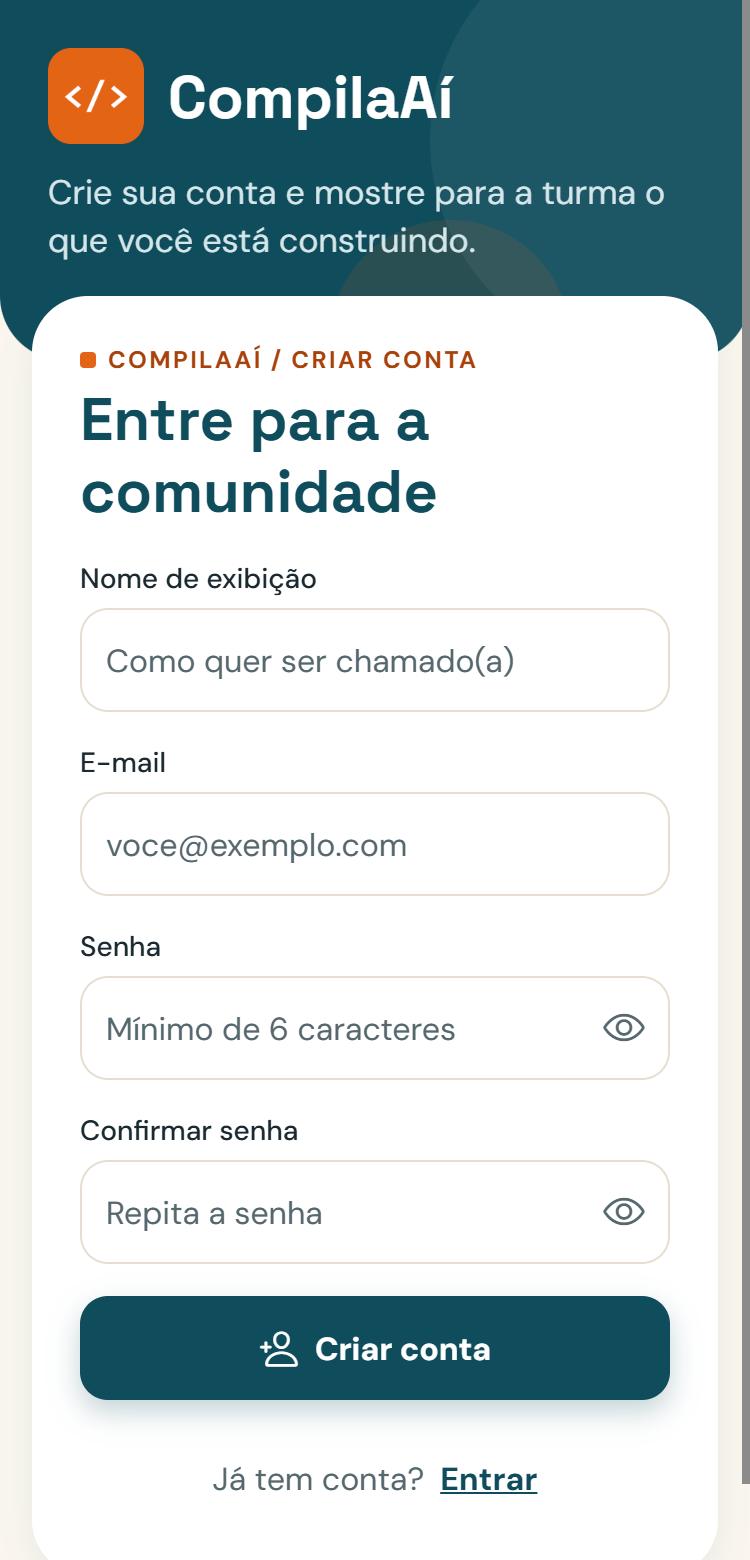 </>
CompilaAí
Crie sua conta e mostre para a turma o
que você está construindo.
COMPILAAÍ / CRIAR CONTA
Entre para a
comunidade
Nome de exibição
Como quer ser chamado(a)
E-mail
voce@exemplo.com
Senha
Mínimo de 6 caracteres
Confirmar senha
Repita a senha
Criar conta
Já tem conta? Entrar